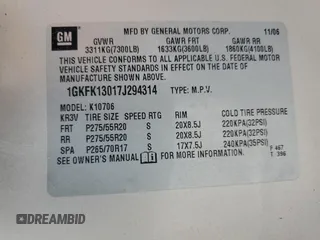 GM
MFD BY GENERAL MOTORS CORP. 11/06
GVWR GAWR FRT GAWR RR
3311KG(7300LB) 1633KG(3600LB) 1860KG(4100LB)
THIS VEHICLE CONFORMS TO ALL APPLICABLE U.S. FEDERAL MOTOR
VEHICLE SAFETY STANDARDS IN EFFECT ON THE DATE OF
MANUFACTURE SHOWN ABOVE.
1GKFK13017J294314 TYPE: M.P.V.
MODEL: K10706
KR3V TIRE SIZE SPEED RTG RIM COLD TIRE PRESSURE
FRT P275/55R20 S 20X8.5J 220KPA(32PSI)
RR P275/55R20 S 20X8.5J 220KPA(32PSI)
SPA P265/70R17 S 17X7.5J 240KPA(35PSI)
SEE OWNER'S MANUAL FOR MORE INFORMATION. F 467
T 386
DREAMBID